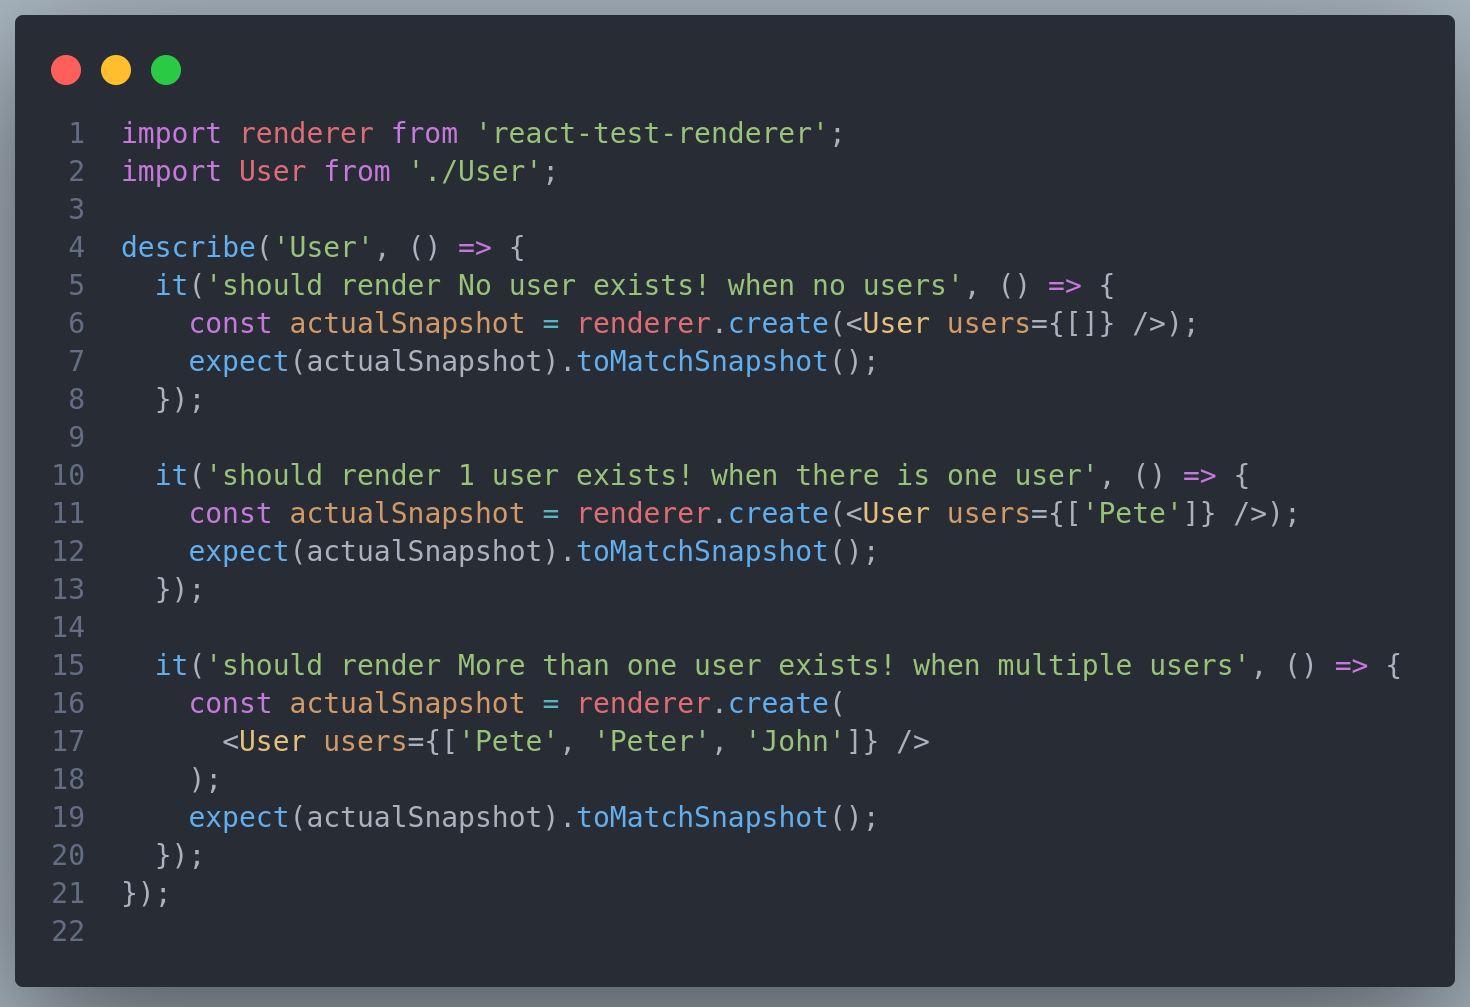 1 import renderer from 'react-test-renderer';
2 import User from './User';
3
4 describe('User', () => {
5   it('should render No user exists! when no users', () => {
6     const actualSnapshot = renderer.create(<User users={[]} />);
7     expect(actualSnapshot).toMatchSnapshot();
8   });
9
10   it('should render 1 user exists! when there is one user', () => {
11     const actualSnapshot = renderer.create(<User users={['Pete']} />);
12     expect(actualSnapshot).toMatchSnapshot();
13   });
14
15   it('should render More than one user exists! when multiple users', () => {
16     const actualSnapshot = renderer.create(
17       <User users={['Pete', 'Peter', 'John']} />
18     );
19     expect(actualSnapshot).toMatchSnapshot();
20   });
21 });
22